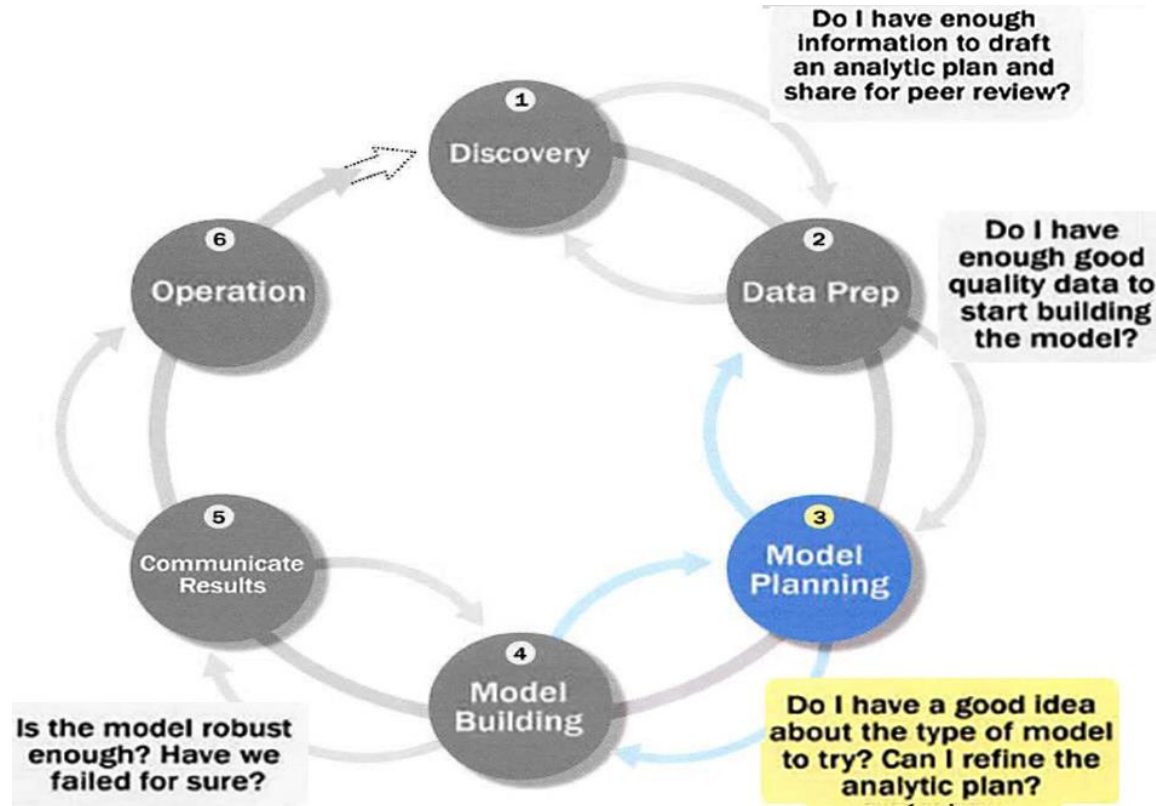 Do I have enough
information to draft
an analytic plan and
share for peer review?
1
Discovery
2
Data Prep
Do I have
enough good
quality data to
start building
the model?
3
Model
Planning
Do I have a good idea
about the type of model
to try? Can I refine the
analytic plan?
4
Model
Building
Is the model robust
enough? Have we
failed for sure?
5
Communicate
Results
6
Operation